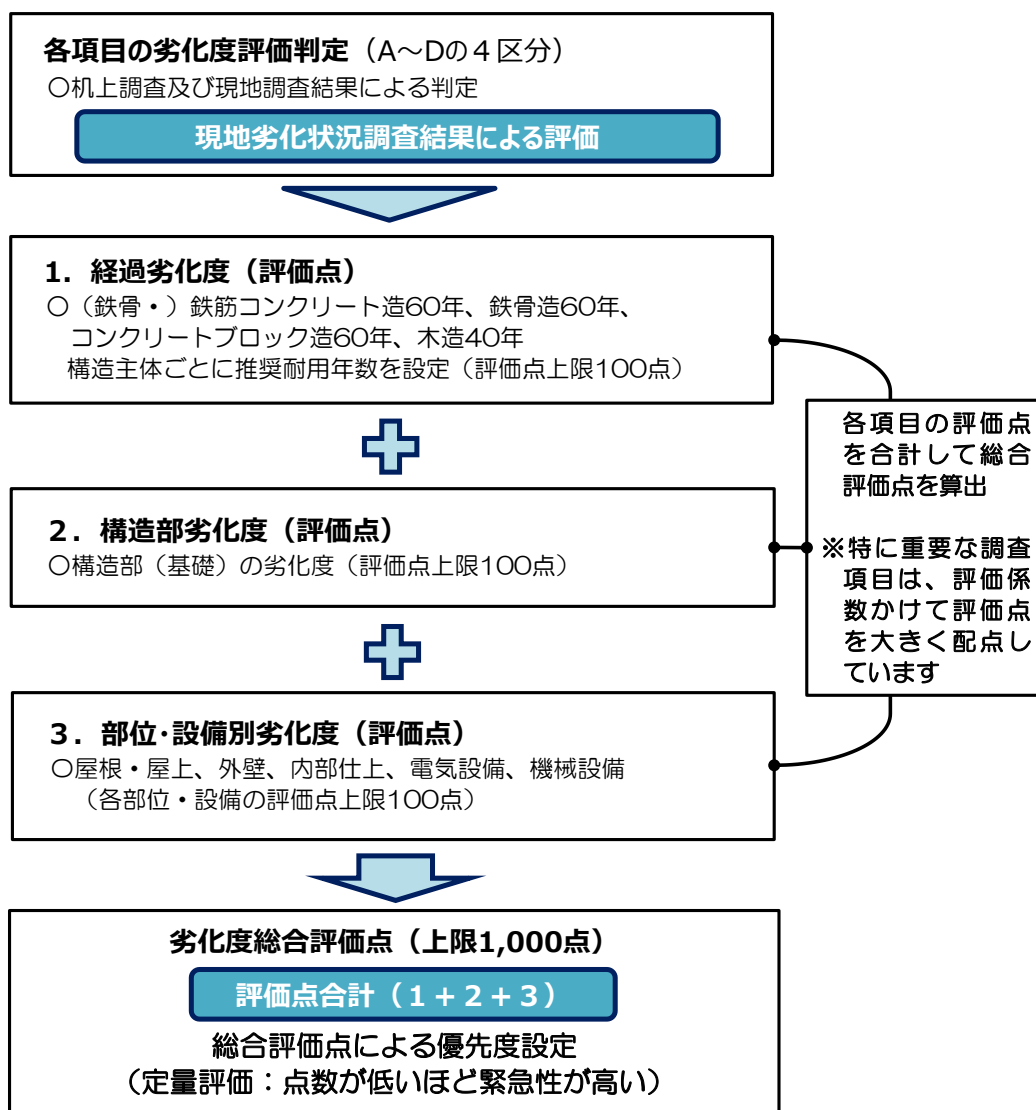 各項目の劣化度評価判定（A～Dの４区分）
〇机上調査及び現地調査結果による判定
現地劣化状況調査結果による評価
1．経過劣化度（評価点）
〇（鉄骨・）鉄筋コンクリート造60年、鉄骨造60年、
コンクリートブロック造60年、木造40年
構造主体ごとに推奨耐用年数を設定（評価点上限100点）
2．構造部劣化度（評価点）
〇構造部（基礎）の劣化度（評価点上限100点）
3．部位･設備別劣化度（評価点）
〇屋根・屋上、外壁、内部仕上、電気設備、機械設備
（各部位・設備の評価点上限100点）
各項目の評価点
を合計して総合
評価点を算出
※特に重要な調査
項目は、評価係
数かけて評価点
を大きく配点し
ています
劣化度総合評価点（上限1,000点）
評価点合計（１＋２＋３）
総合評価点による優先度設定
（定量評価：点数が低いほど緊急性が高い）